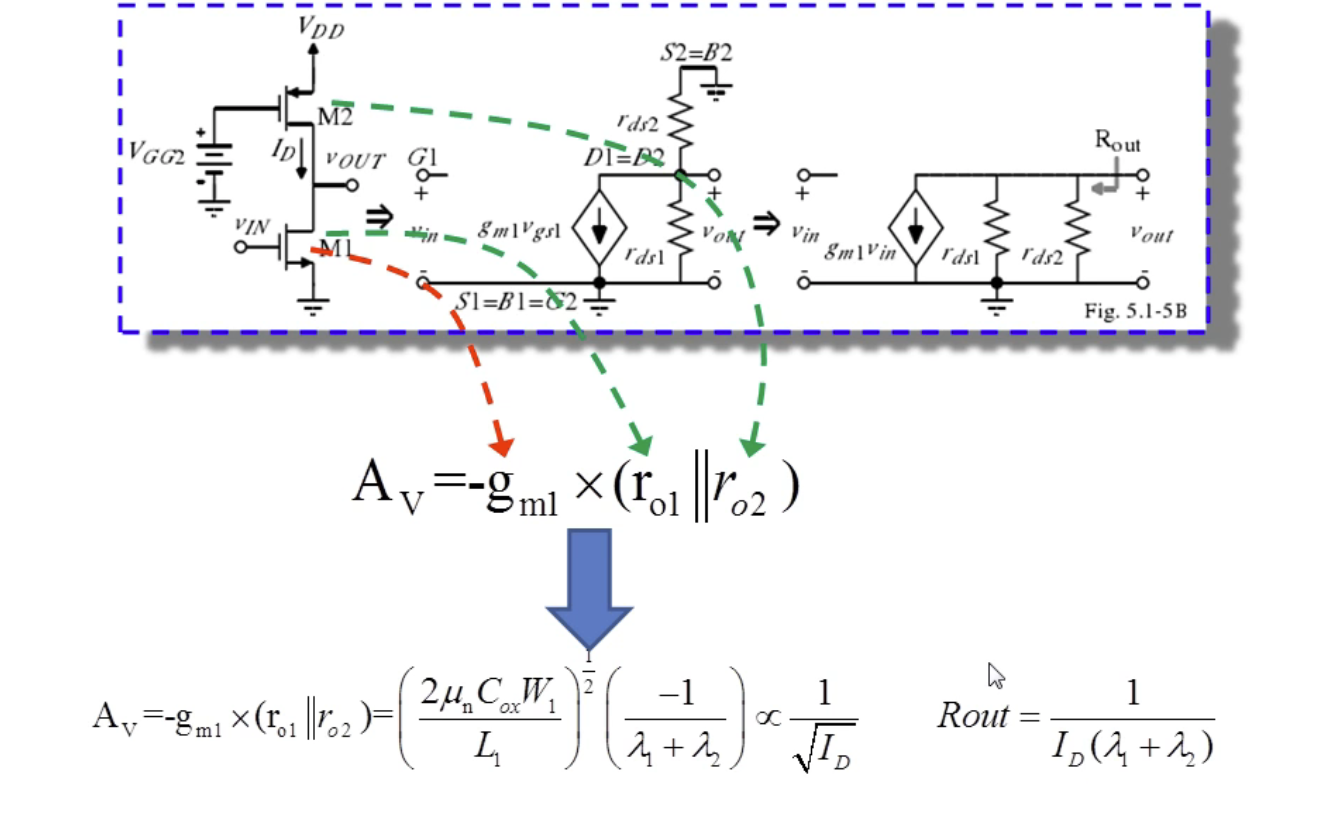 V_DD
S2=B2
M2
r_ds2
V_GG2
+
-
I_D
v_OUT
G1
D1=D2
R_out
+
+
+
+
v_IN
M1
⇒
v_in
g_m1v_gs1
r_ds1
v_out
⇒
v_in
g_m1v_in
r_ds1
r_ds2
v_out
-
-
-
-
S1=B1=G2
Fig. 5.1-5B
A_V=-g_m1×(r_o1||r_o2)
A_V=-g_m1×(r_o1||r_o2)=(2μ_nC_oxW_1/L_1)^(1/2)(-1/(λ_1+λ_2))∝1/√I_D
Rout=1/(I_D(λ_1+λ_2))